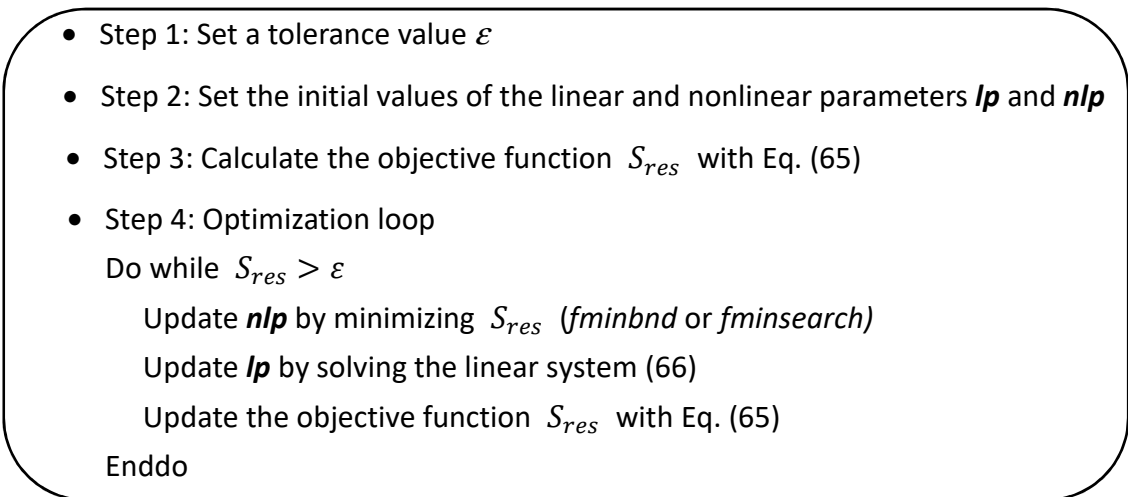 • Step 1: Set a tolerance value ε
• Step 2: Set the initial values of the linear and nonlinear parameters lp and nlp
• Step 3: Calculate the objective function S_res with Eq. (65)
• Step 4: Optimization loop
Do while S_res > ε
Update nlp by minimizing S_res (fminbnd or fminsearch)
Update lp by solving the linear system (66)
Update the objective function S_res with Eq. (65)
Enddo